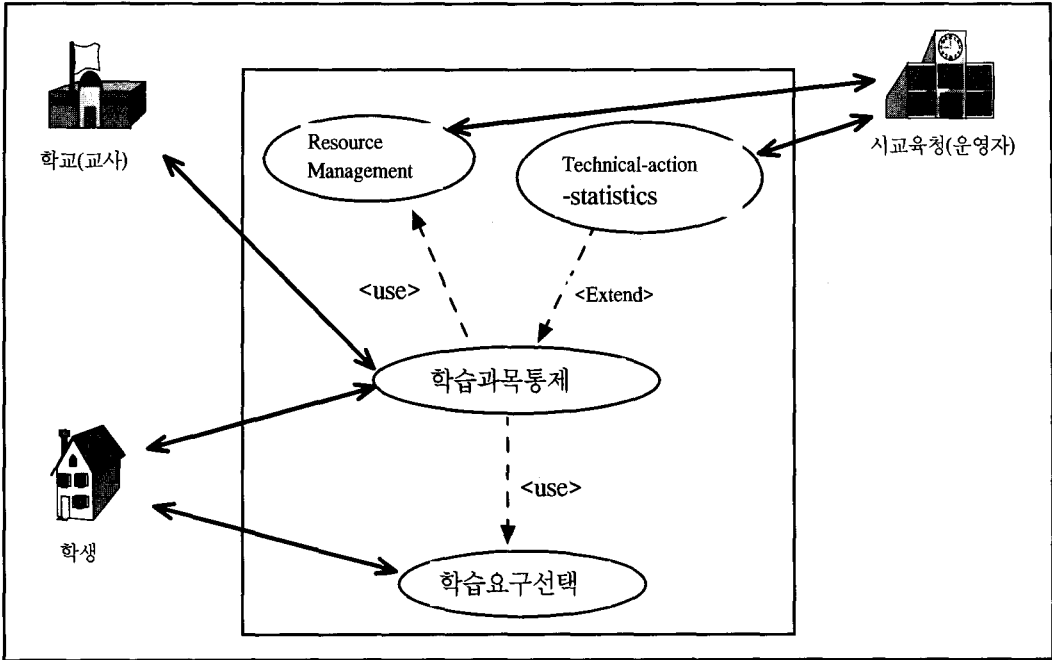 학교(교사)
시교육청(운영자)
Resource
Management
Technical-action
-statistics
<use>
<Extend>
학습과목통제
<use>
학생
학습요구선택